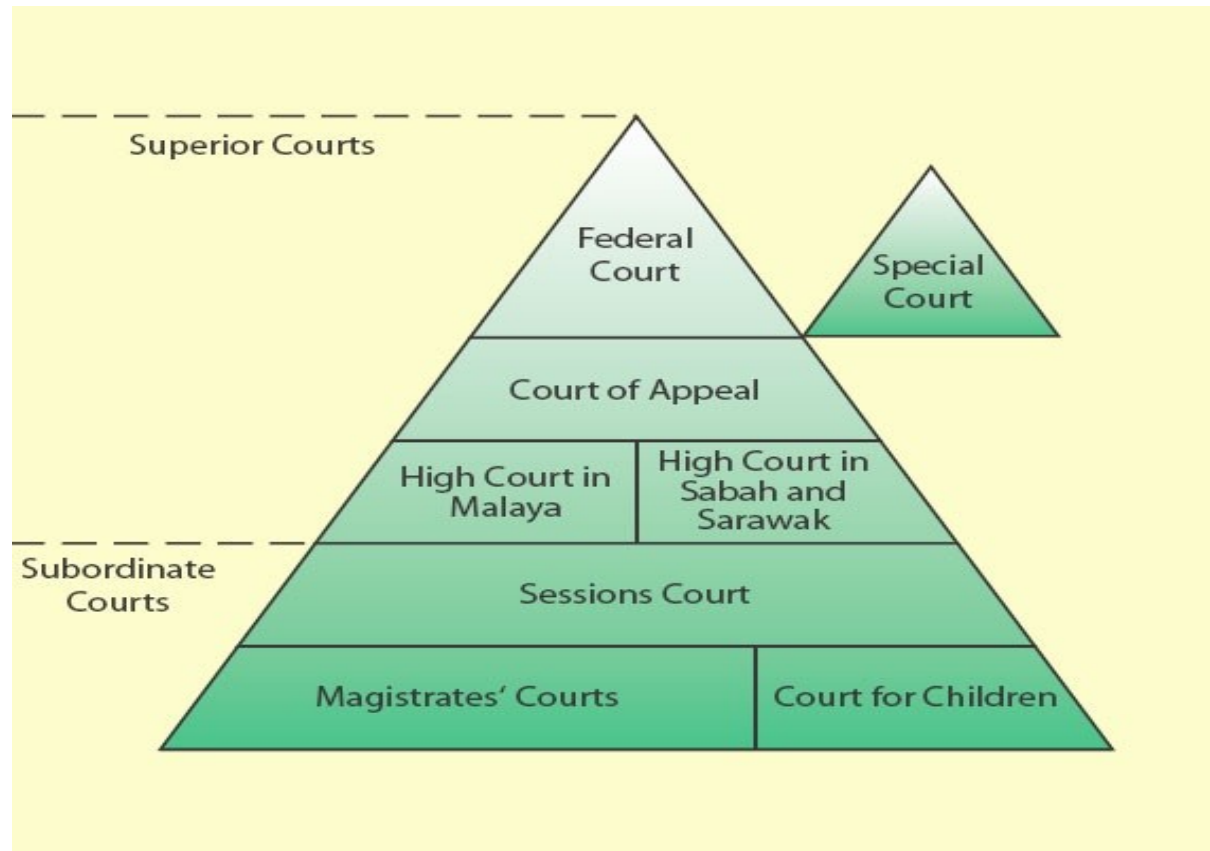 Superior Courts
Federal
Court
Special
Court
Court of Appeal
High Court in
Malaya
High Court in
Sabah and
Sarawak
Subordinate
Courts
Sessions Court
Magistrates‘ Courts
Court for Children